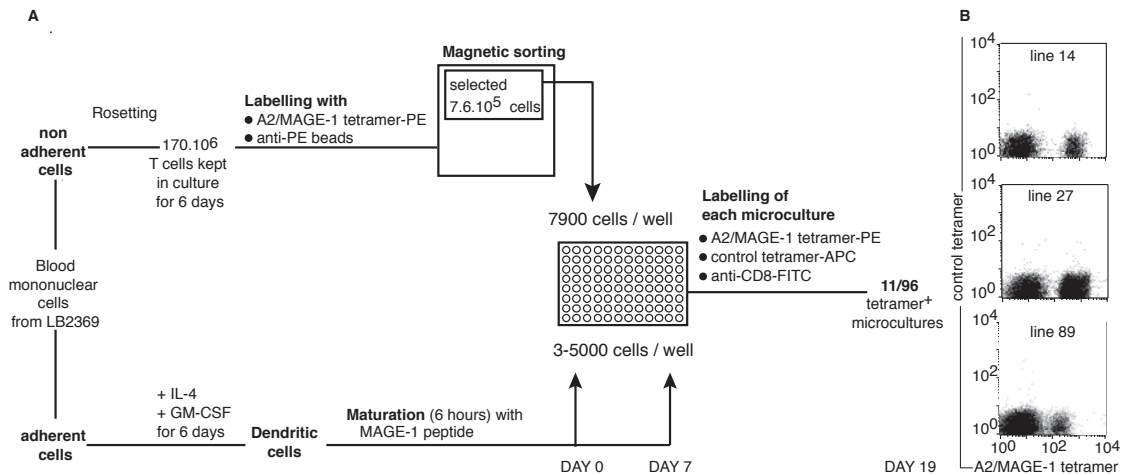 A
Rosetting
non
adherent
cells
170.10⁶
T cells kept
in culture
for 6 days
Labelling with
● A2/MAGE-1 tetramer-PE
● anti-PE beads
Magnetic sorting
selected
7.6.10⁵ cells
7900 cells / well
3-5000 cells / well
Labelling of
each microculture
● A2/MAGE-1 tetramer-PE
● control tetramer-APC
● anti-CD8-FITC
11/96
tetramer⁺
microcultures
Blood
mononuclear
cells
from LB2369
adherent
cells
+ IL-4
+ GM-CSF
for 6 days
Dendritic
cells
Maturation (6 hours) with
MAGE-1 peptide
DAY 0
DAY 7
DAY 19
B
control tetramer
10⁴
10²
10⁰
line 14
10⁴
10²
10⁰
line 27
10⁴
10²
10⁰
line 89
10⁰ 10² 10⁴
A2/MAGE-1 tetramer